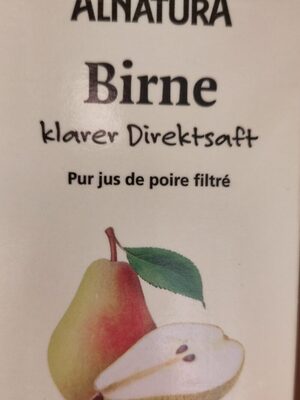 ALNATURA
Birne
klarer Direktsaft
Pur jus de poire filtré